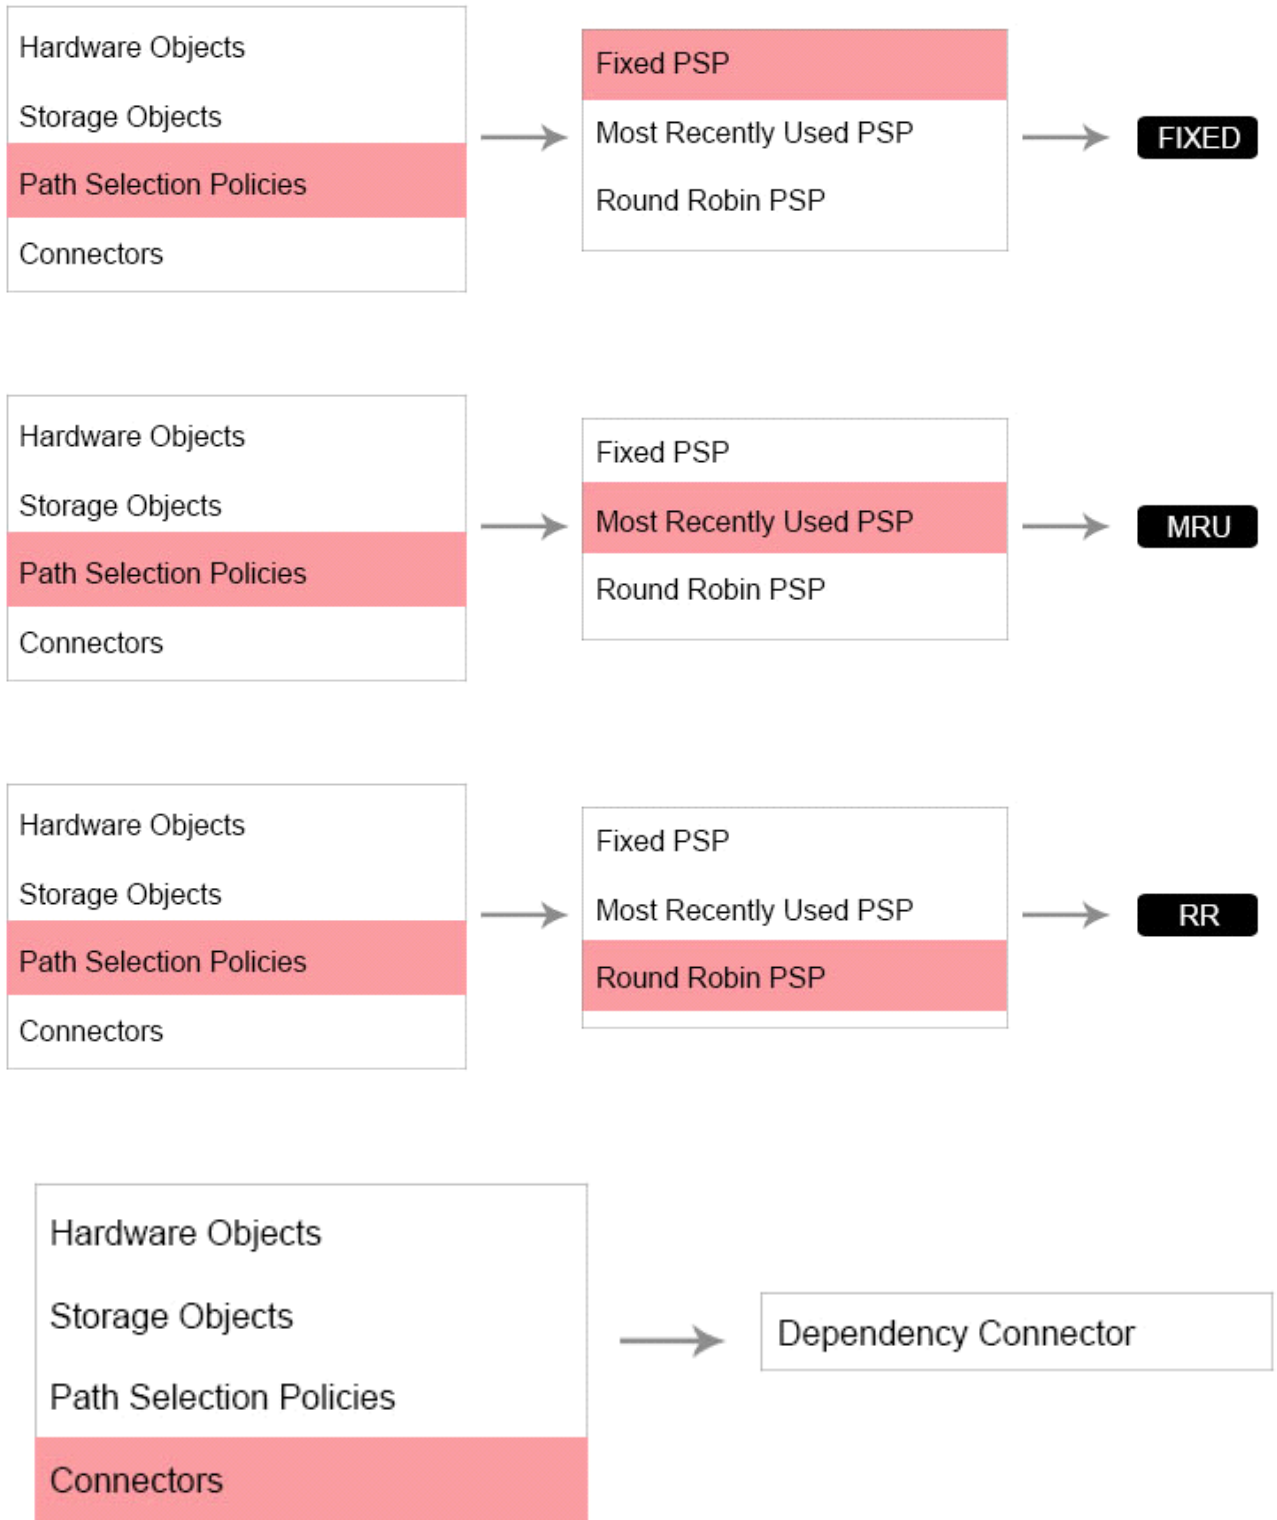 Hardware Objects
Storage Objects
Path Selection Policies
Connectors
Fixed PSP
Most Recently Used PSP
Round Robin PSP
FIXED
Hardware Objects
Storage Objects
Path Selection Policies
Connectors
Fixed PSP
Most Recently Used PSP
Round Robin PSP
MRU
Hardware Objects
Storage Objects
Path Selection Policies
Connectors
Fixed PSP
Most Recently Used PSP
Round Robin PSP
RR
Hardware Objects
Storage Objects
Path Selection Policies
Connectors
Dependency Connector